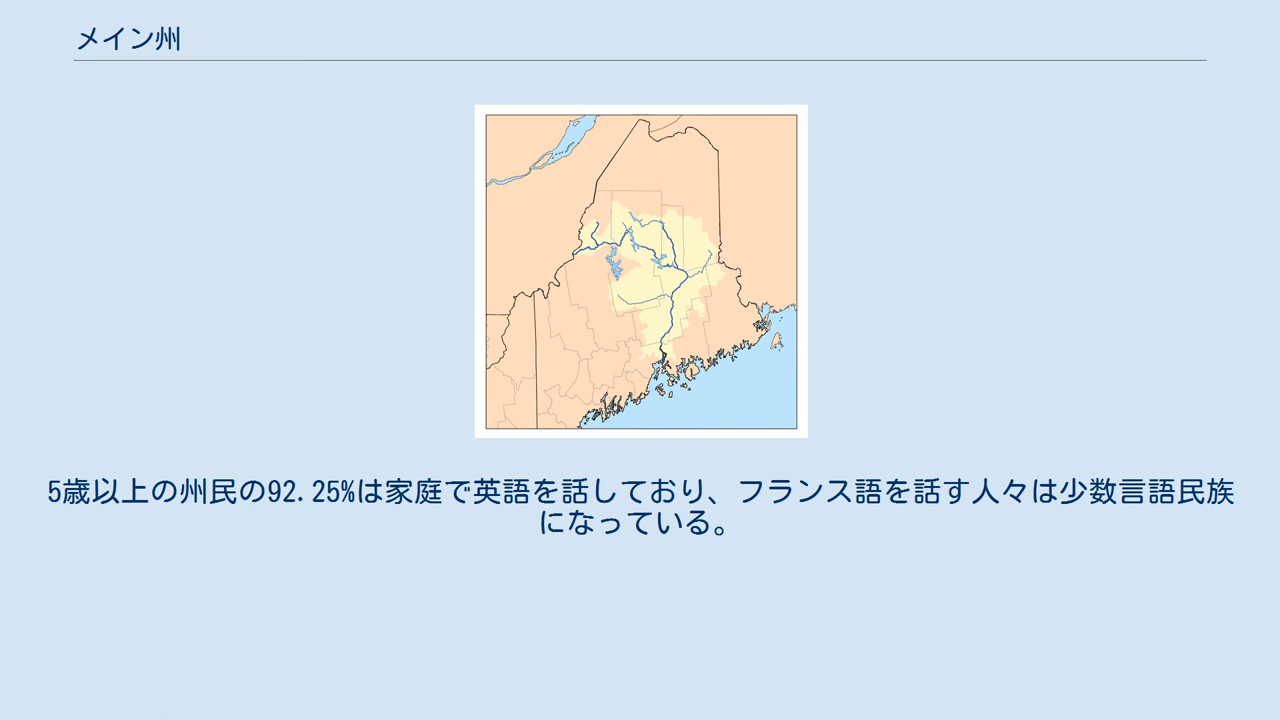 メイン州
5歳以上の州民の92.25%は家庭で英語を話しており、フランス語を話す人々は少数言語民族
になっている。